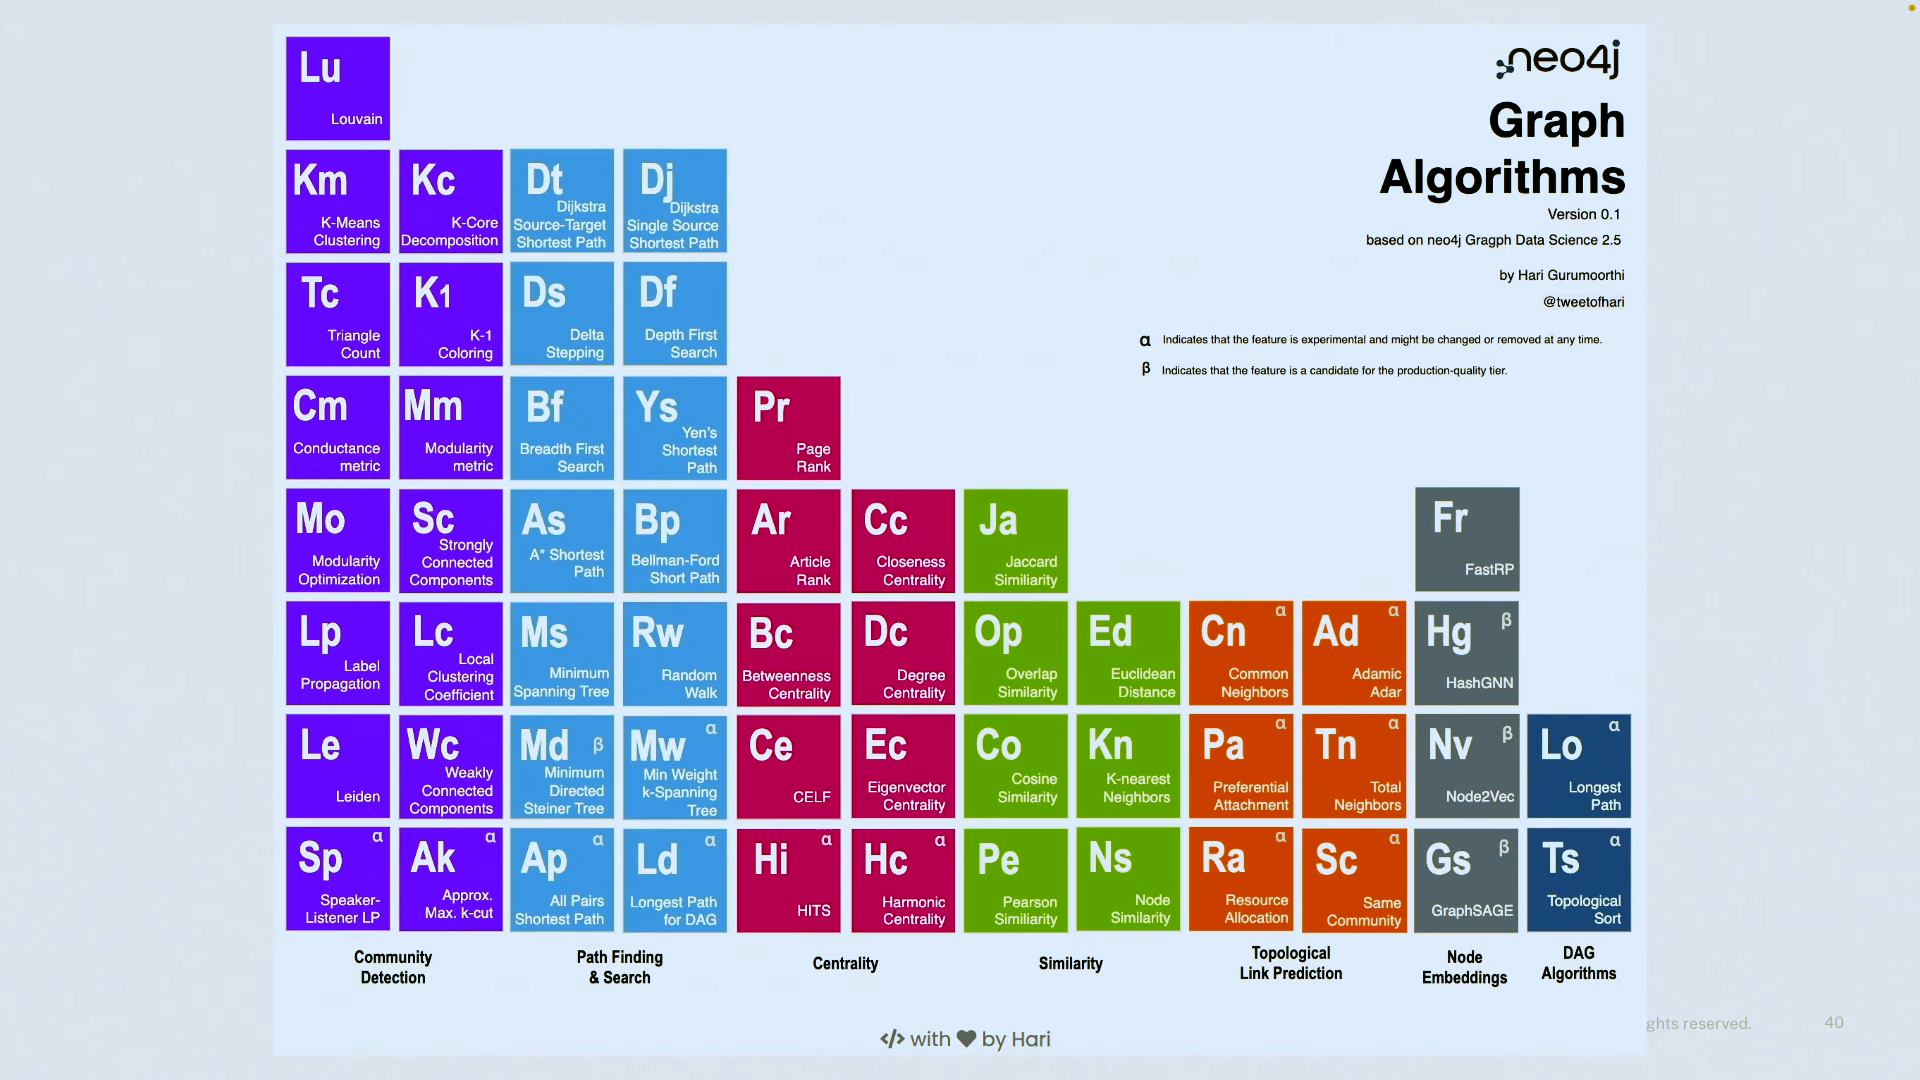 Lu
Louvain
neo4j
Graph
Algorithms
Version 0.1
based on neo4j Gragph Data Science 2.5
by Hari Gurumoorthi
@tweetofhari
α Indicates that the feature is experimental and might be changed or removed at any time.
β Indicates that the feature is a candidate for the production-quality tier.
Km
K-Means
Clustering
Kc
K-Core
Decomposition
Dt
Dijkstra
Source-Target
Shortest Path
Dj
Dijkstra
Single Source
Shortest Path
Tc
Triangle
Count
K1
K-1
Coloring
Ds
Delta
Stepping
Df
Depth First
Search
Cm
Conductance
metric
Mm
Modularity
metric
Bf
Breadth First
Search
Ys
Yen's
Shortest
Path
Pr
Page
Rank
Mo
Modularity
Optimization
Sc
Strongly
Connected
Components
As
A* Shortest
Path
Bp
Bellman-Ford
Short Path
Ar
Article
Rank
Cc
Closeness
Centrality
Ja
Jaccard
Similiarity
Fr
FastRP
Lp
Label
Propagation
Lc
Local
Clustering
Coefficient
Ms
Minimum
Spanning Tree
Rw
Random
Walk
Bc
Betweenness
Centrality
Dc
Degree
Centrality
Op
Overlap
Similarity
Ed
Euclidean
Distance
Cn α
Common
Neighbors
Ad α
Adamic
Adar
Hg β
HashGNN
Le
Leiden
Wc
Weakly
Connected
Components
Md β
Minimum
Directed
Steiner Tree
Mw α
Min Weight
k-Spanning
Tree
Ce
CELF
Ec
Eigenvector
Centrality
Co
Cosine
Similarity
Kn
K-nearest
Neighbors
Pa α
Preferential
Attachment
Tn α
Total
Neighbors
Nv β
Node2Vec
Lo α
Longest
Path
Sp α
Speaker-
Listener LP
Ak α
Approx.
Max. k-cut
Ap α
All Pairs
Shortest Path
Ld α
Longest Path
for DAG
Hi α
HITS
Hc α
Harmonic
Centrality
Pe
Pearson
Similiarity
Ns
Node
Similarity
Ra α
Resource
Allocation
Sc α
Same
Community
Gs β
GraphSAGE
Ts α
Topological
Sort
Community
Detection
Path Finding
& Search
Centrality
Similarity
Topological
Link Prediction
Node
Embeddings
DAG
Algorithms
</> with ♥ by Hari
ghts reserved.
40